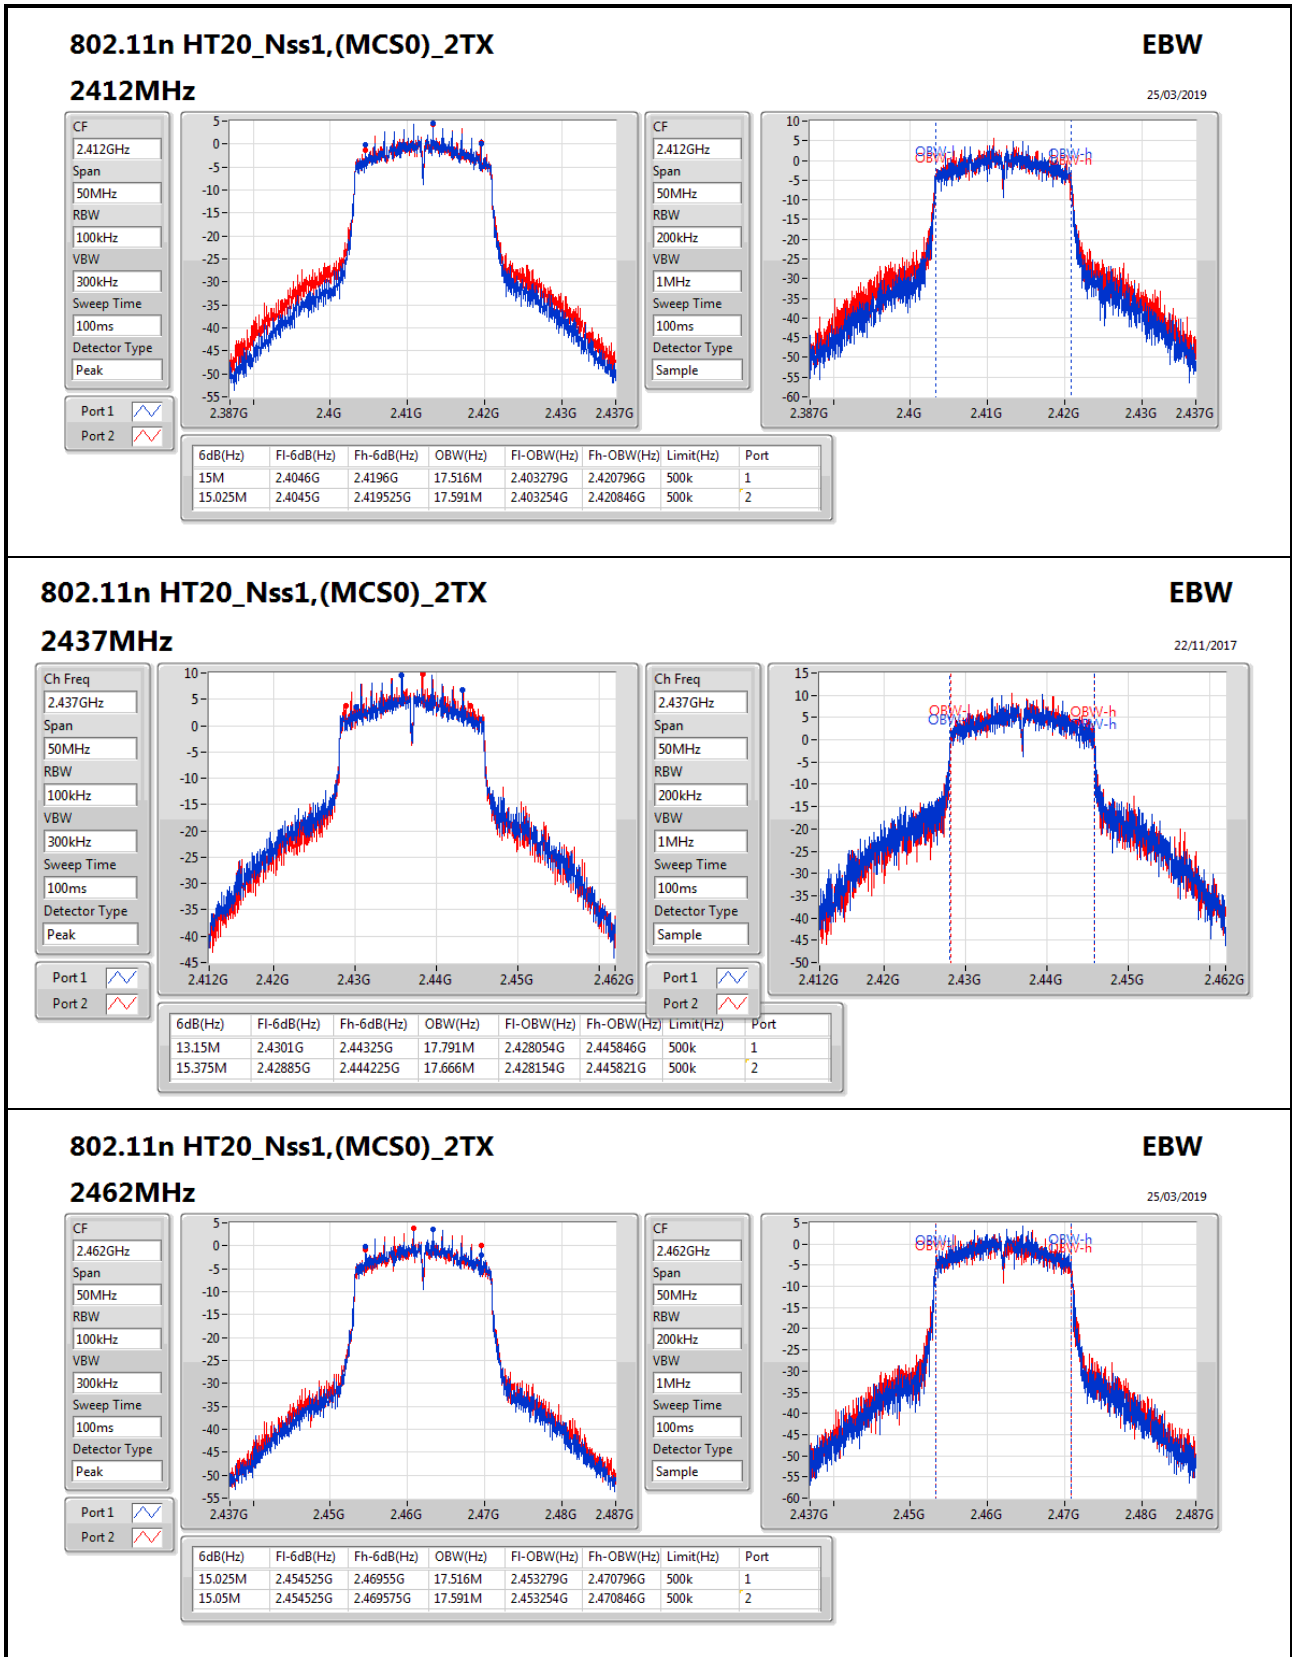 802.11n HT20_Nss1,(MCS0)_2TX EBW
2412MHz 25/03/2019
CF
2.412GHz
Span
50MHz
RBW
100kHz
VBW
300kHz
Sweep Time
100ms
Detector Type
Peak
Port 1
Port 2
5
0
-5
-10
-15
-20
-25
-30
-35
-40
-45
-50
-55
2.387G 2.4G 2.41G 2.42G 2.43G 2.437G
CF
2.412GHz
Span
50MHz
RBW
200kHz
VBW
1MHz
Sweep Time
100ms
Detector Type
Sample
10
5
0
-5
-10
-15
-20
-25
-30
-35
-40
-45
-50
-55
-60
OBW-l OBW-h
OBW-h
2.387G 2.4G 2.41G 2.42G 2.43G 2.437G
6dB(Hz) Fl-6dB(Hz) Fh-6dB(Hz) OBW(Hz) Fl-OBW(Hz) Fh-OBW(Hz) Limit(Hz) Port
15M 2.4046G 2.4196G 17.516M 2.403279G 2.420796G 500k 1
15.025M 2.4045G 2.419525G 17.591M 2.403254G 2.420846G 500k 2
802.11n HT20_Nss1,(MCS0)_2TX EBW
2437MHz 22/11/2017
Ch Freq
2.437GHz
Span
50MHz
RBW
100kHz
VBW
300kHz
Sweep Time
100ms
Detector Type
Peak
Port 1
Port 2
10
5
0
-5
-10
-15
-20
-25
-30
-35
-40
-45
2.412G 2.42G 2.43G 2.44G 2.45G 2.462G
Ch Freq
2.437GHz
Span
50MHz
RBW
200kHz
VBW
1MHz
Sweep Time
100ms
Detector Type
Sample
Port 1
Port 2
15
10
5
0
-5
-10
-15
-20
-25
-30
-35
-40
-45
-50
OBW-l OBW-h
OBW-h
2.412G 2.42G 2.43G 2.44G 2.45G 2.462G
6dB(Hz) Fl-6dB(Hz) Fh-6dB(Hz) OBW(Hz) Fl-OBW(Hz) Fh-OBW(Hz) Limit(Hz) Port
13.15M 2.4301G 2.44325G 17.791M 2.428054G 2.445846G 500k 1
15.375M 2.42885G 2.444225G 17.666M 2.428154G 2.445821G 500k 2
802.11n HT20_Nss1,(MCS0)_2TX EBW
2462MHz 25/03/2019
CF
2.462GHz
Span
50MHz
RBW
100kHz
VBW
300kHz
Sweep Time
100ms
Detector Type
Peak
Port 1
Port 2
5
0
-5
-10
-15
-20
-25
-30
-35
-40
-45
-50
-55
2.437G 2.45G 2.46G 2.47G 2.48G 2.487G
CF
2.462GHz
Span
50MHz
RBW
200kHz
VBW
1MHz
Sweep Time
100ms
Detector Type
Sample
5
0
-5
-10
-15
-20
-25
-30
-35
-40
-45
-50
-55
-60
OBW-l OBW-h
OBW-h
2.437G 2.45G 2.46G 2.47G 2.48G 2.487G
6dB(Hz) Fl-6dB(Hz) Fh-6dB(Hz) OBW(Hz) Fl-OBW(Hz) Fh-OBW(Hz) Limit(Hz) Port
15.025M 2.454525G 2.46955G 17.516M 2.453279G 2.470796G 500k 1
15.05M 2.454525G 2.469575G 17.591M 2.453254G 2.470846G 500k 2